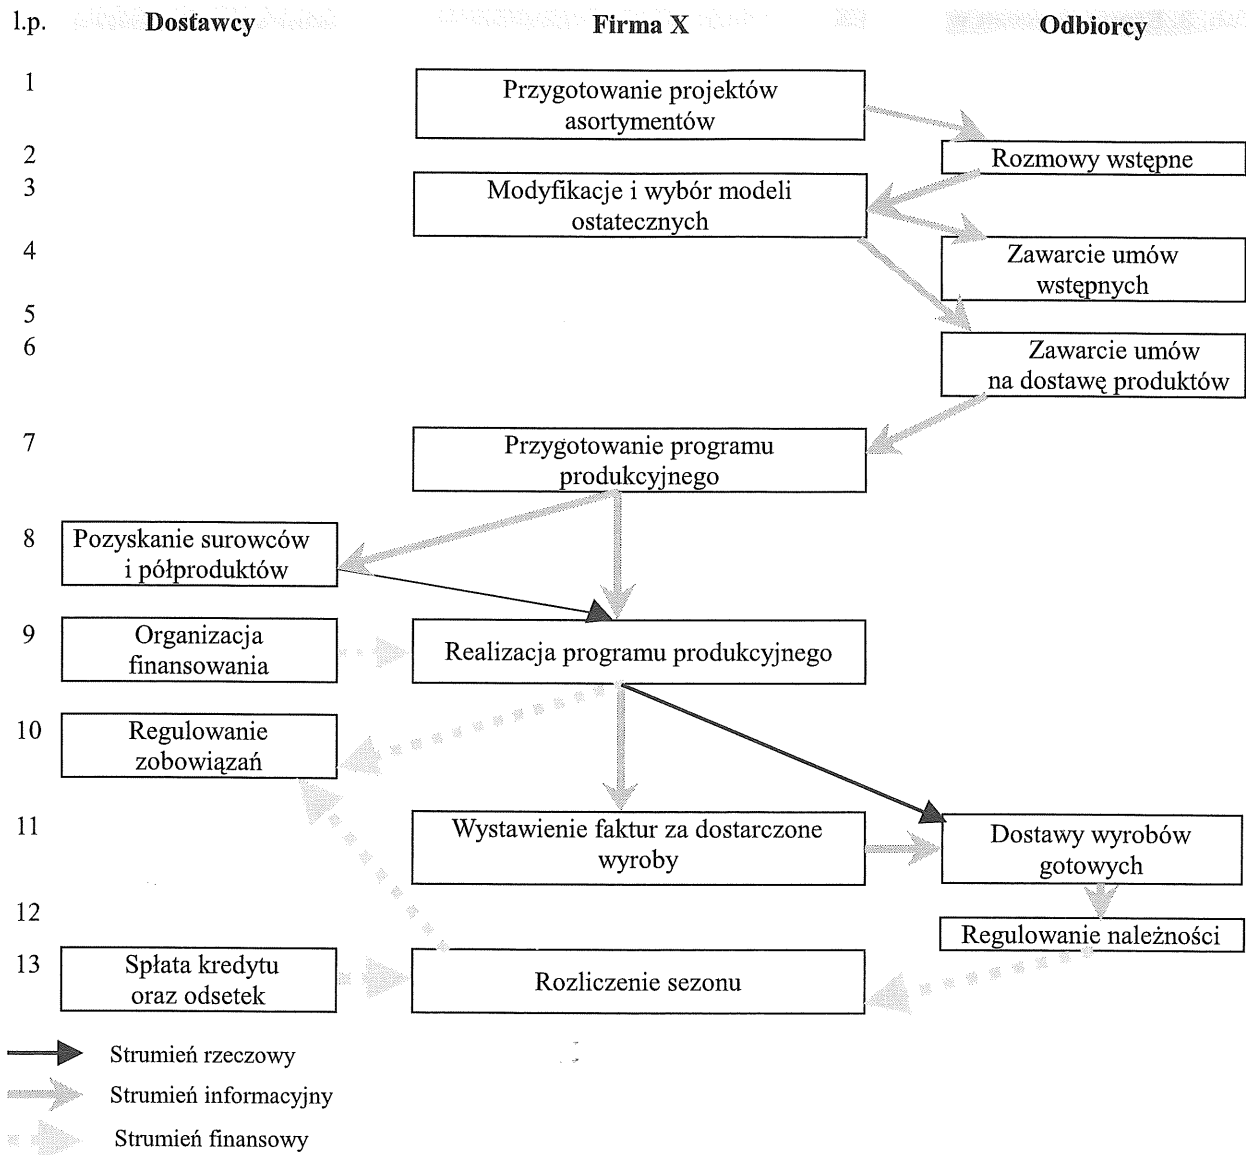 l.p. Dostawcy Firma X Odbiorcy
1 Przygotowanie projektów
asortymentów
2 Rozmowy wstępne
3 Modyfikacje i wybór modeli
ostatecznych
4 Zawarcie umów
wstępnych
5
6 Zawarcie umów
na dostawę produktów
7 Przygotowanie programu
produkcyjnego
8 Pozyskanie surowców
i półproduktów
9 Organizacja
finansowania
Realizacja programu produkcyjnego
10 Regulowanie
zobowiązań
11 Wystawienie faktur za dostarczone
wyroby
Dostawy wyrobów
gotowych
12 Regulowanie należności
13 Spłata kredytu
oraz odsetek
Rozliczenie sezonu
Strumień rzeczowy
Strumień informacyjny
Strumień finansowy